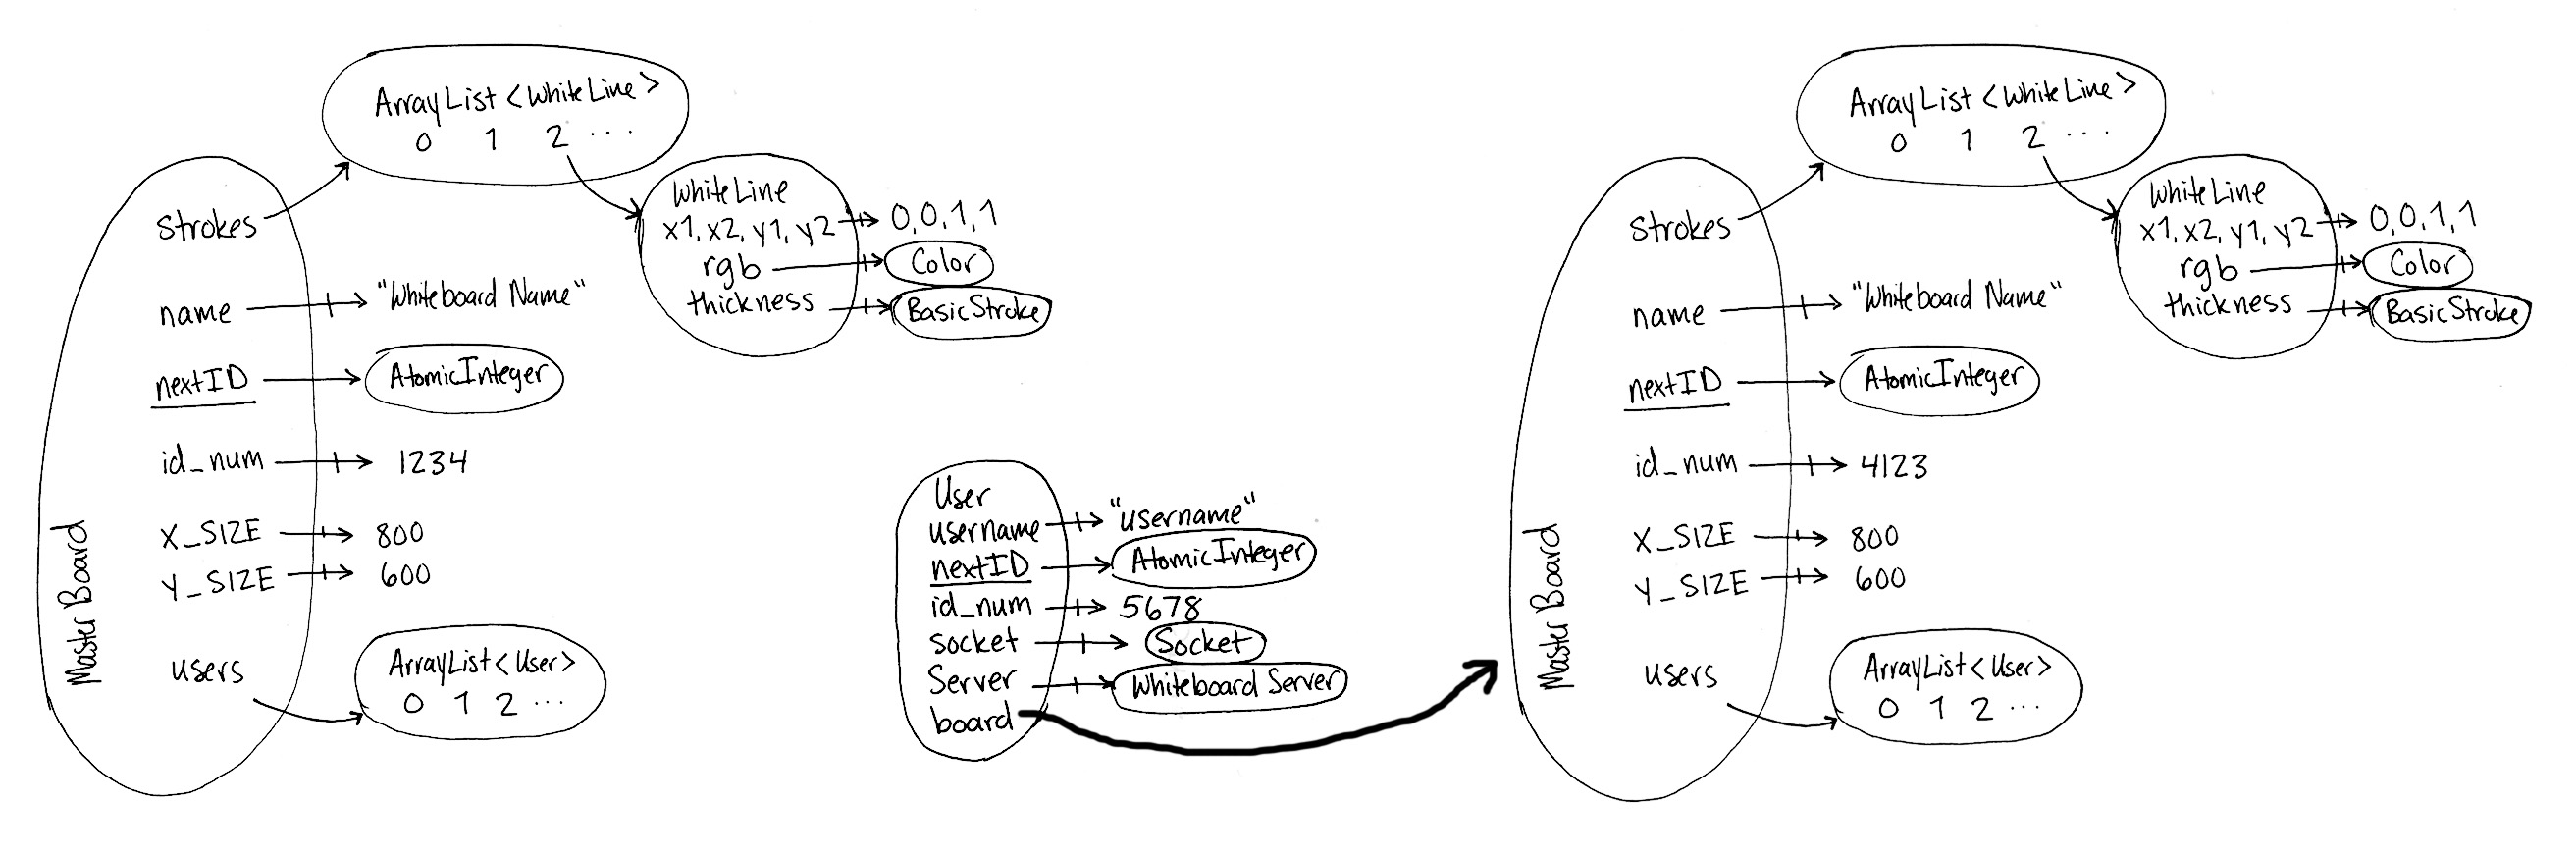 ArrayList <WhiteLine>
0 1 2 ...
strokes
WhiteLine
x1, x2, y1, y2 0,0,1,1
rgb Color
thickness BasicStroke
name "Whiteboard Name"
nextID AtomicInteger
id_num 1234
X_SIZE 800
Y_SIZE 600
Master Board
users
ArrayList<User>
0 1 2 ...
User
username "username"
nextID AtomicInteger
id_num 5678
socket Socket
Server Whiteboard Server
board
ArrayList <WhiteLine>
0 1 2 ...
strokes
WhiteLine
x1, x2, y1, y2 0,0,1,1
rgb Color
thickness BasicStroke
name "Whiteboard Name"
nextID AtomicInteger
id_num 4123
X_SIZE 800
Y_SIZE 600
Master Board
users
ArrayList<User>
0 1 2 ...